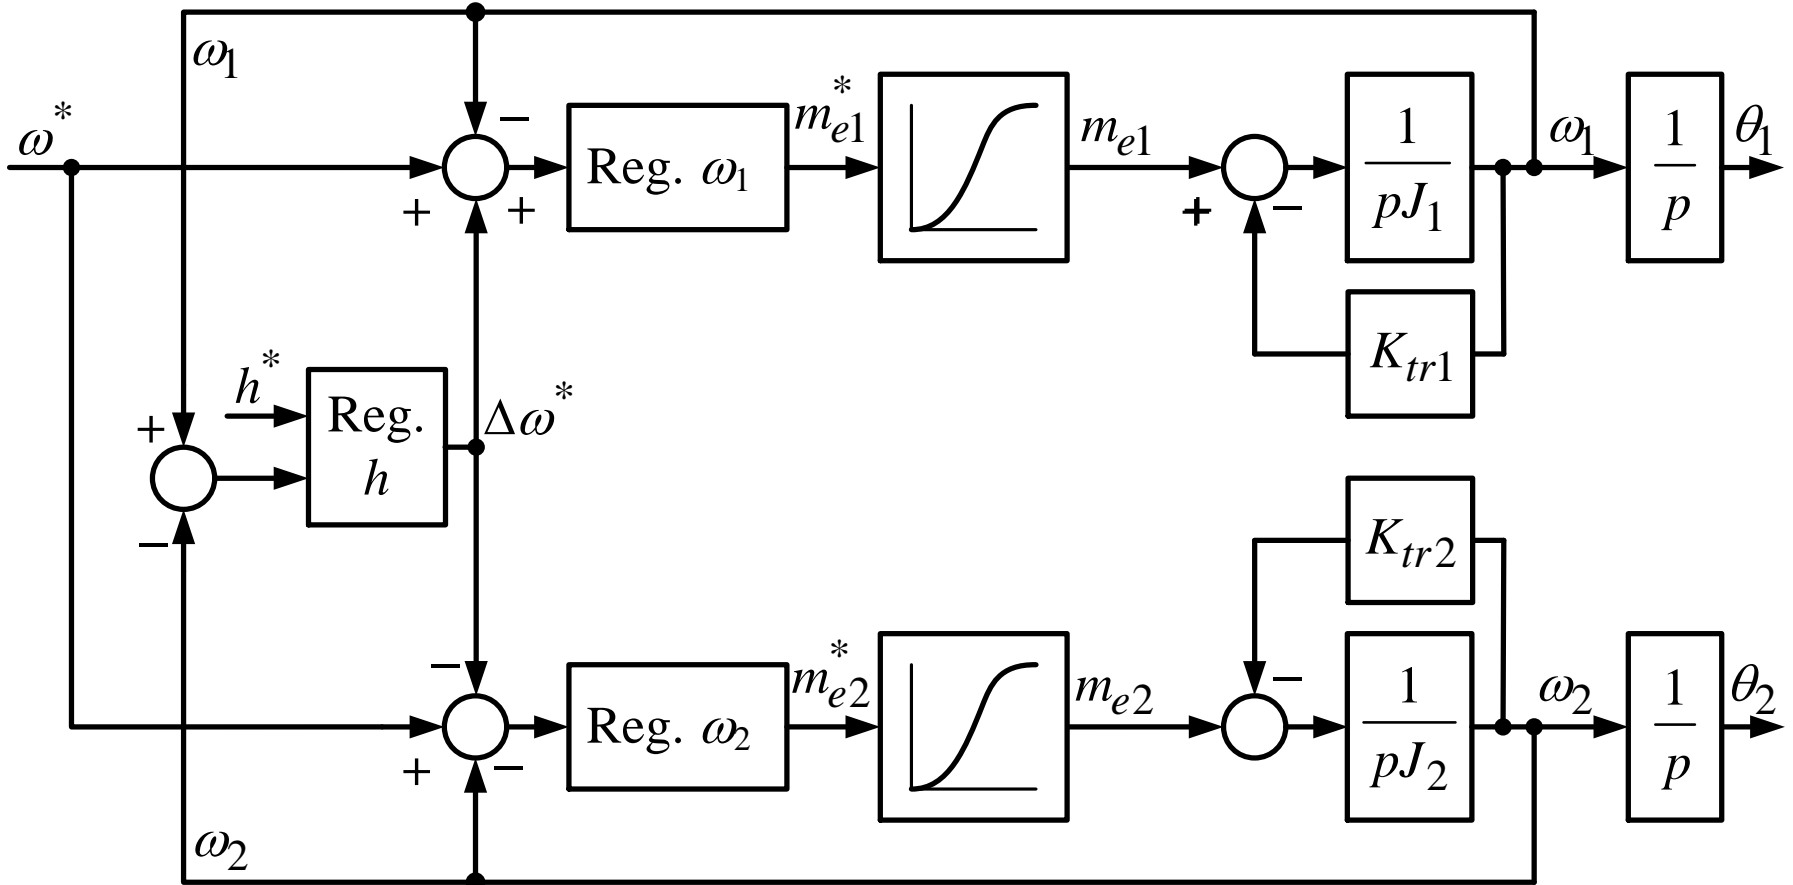 ω₁
ω*
−
+
+
Reg. ω₁
m*ₑ₁
mₑ₁
+
−
1
pJ₁
ω₁
1
p
θ₁
Kₜᵣ₁
h*
Reg.
h
Δω*
+
−
Kₜᵣ₂
−
+
−
Reg. ω₂
m*ₑ₂
mₑ₂
−
1
pJ₂
ω₂
1
p
θ₂
ω₂